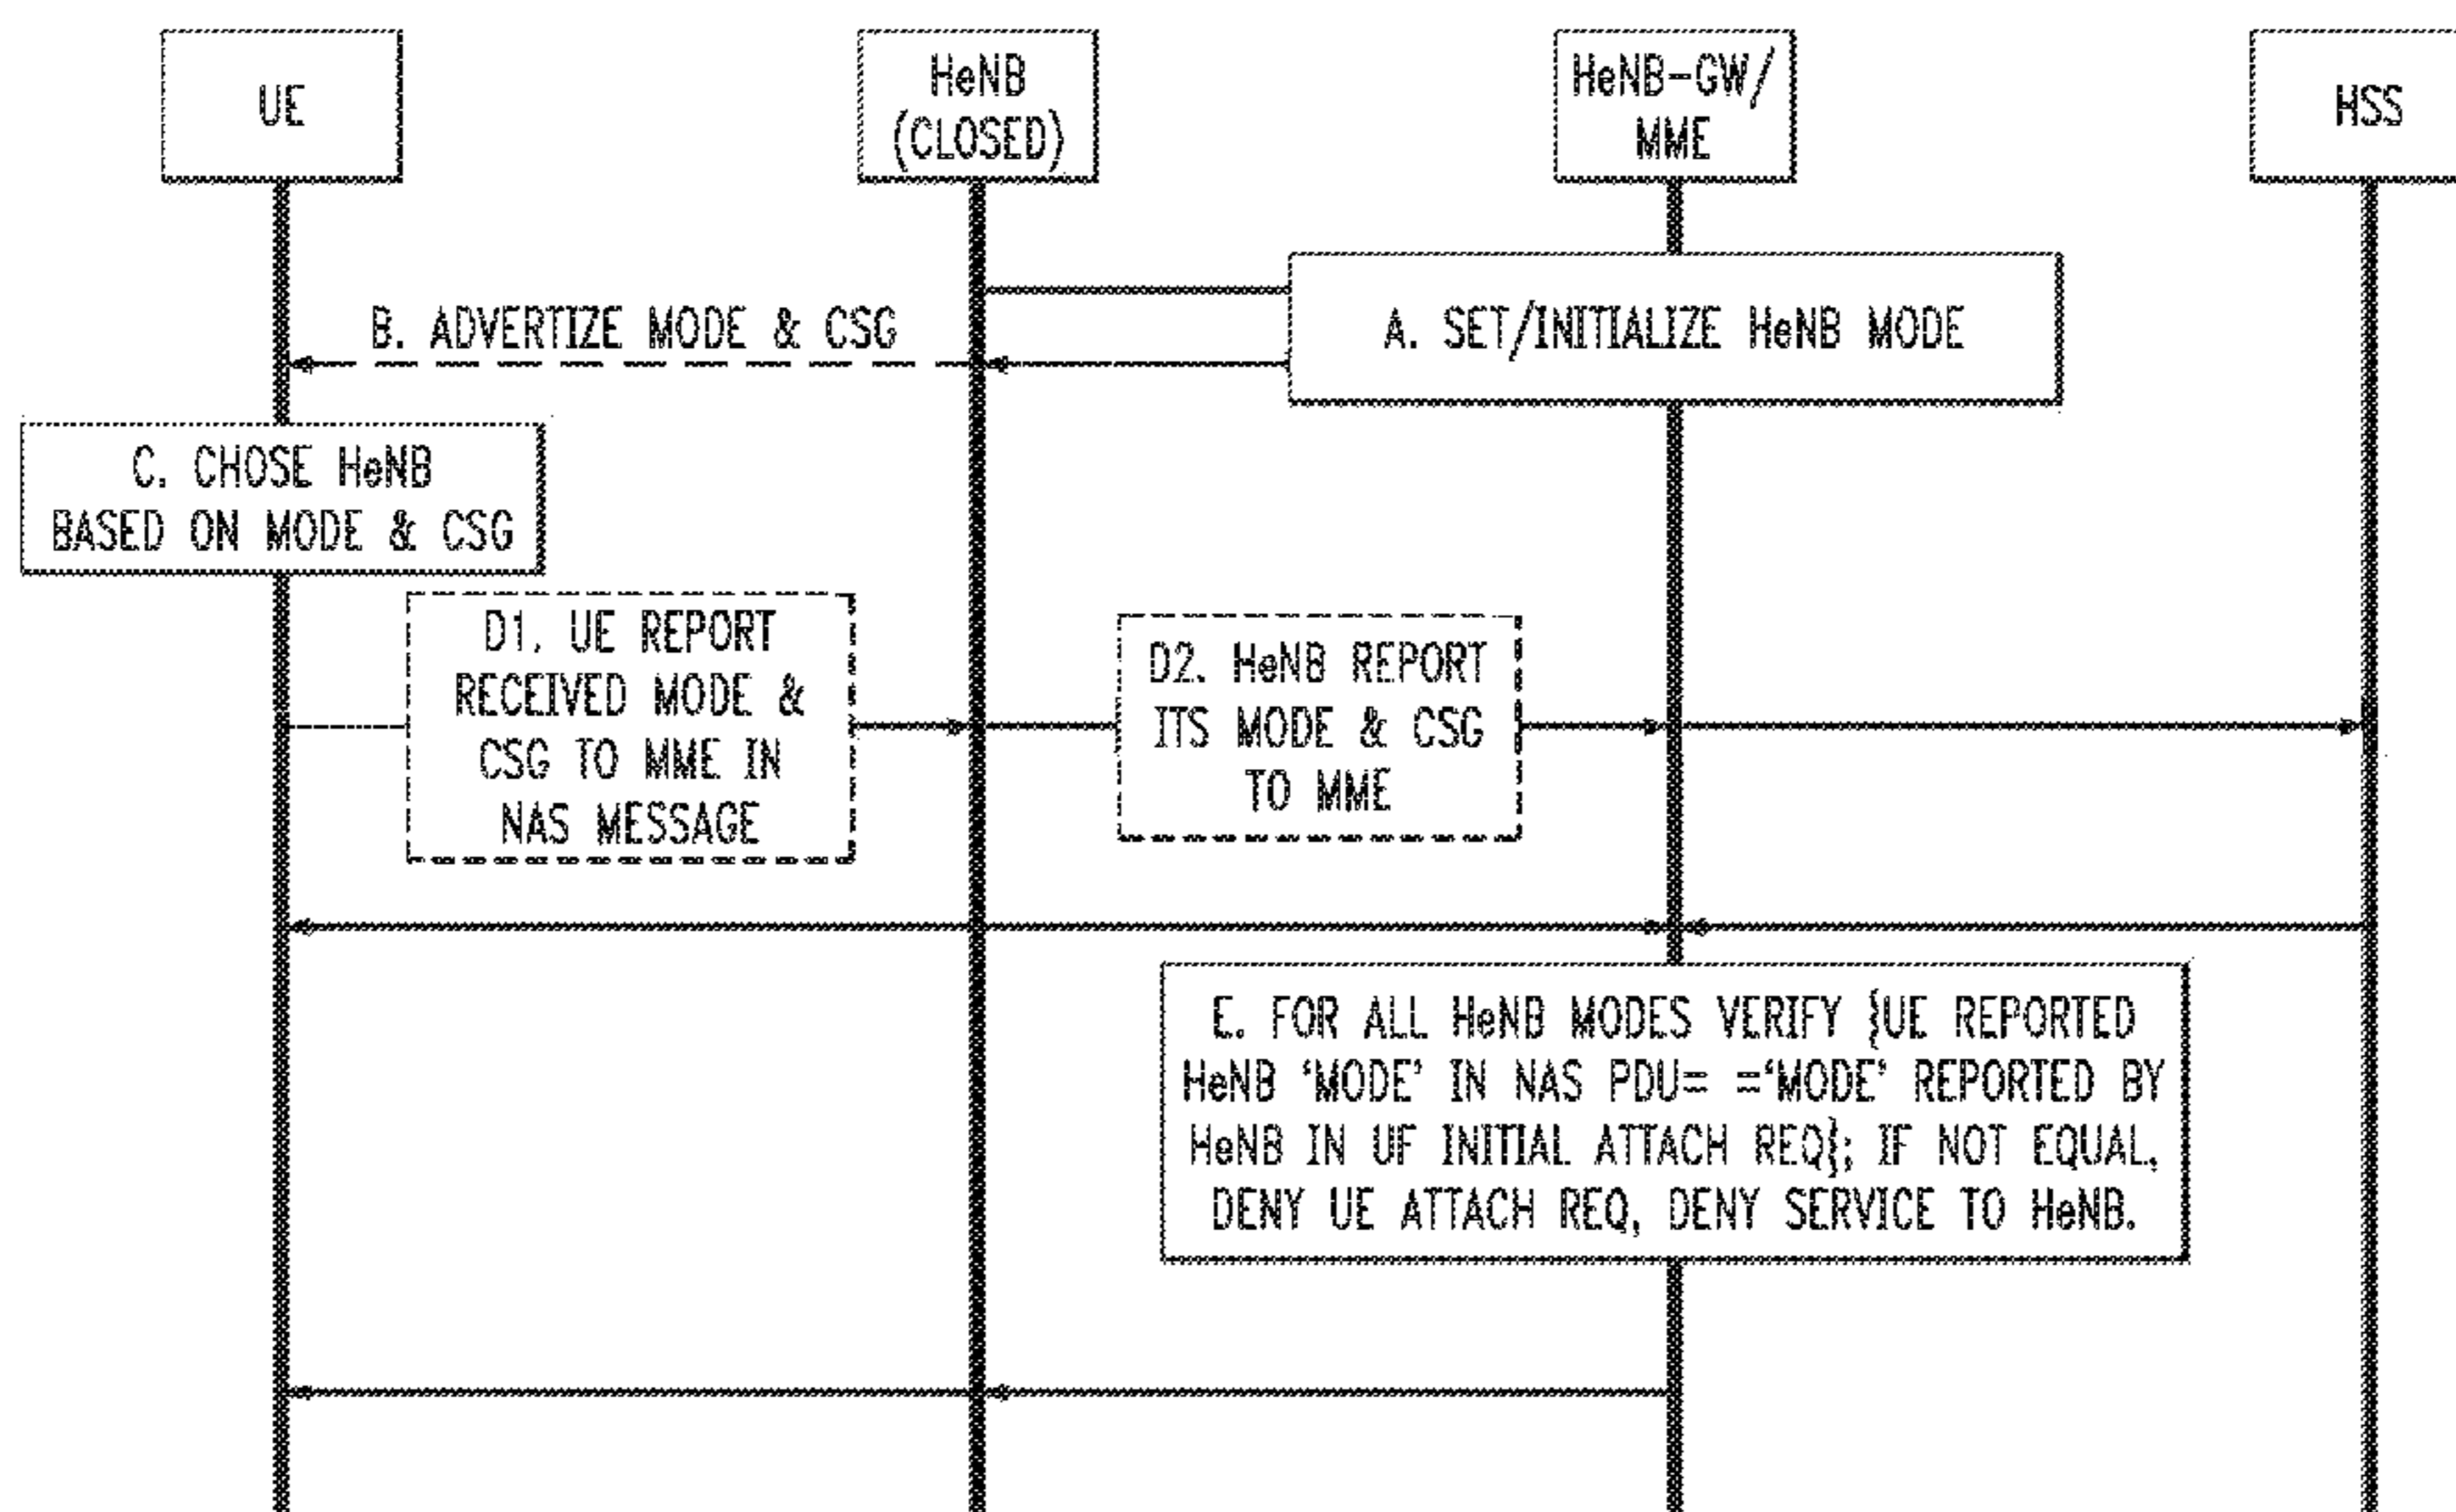 UE
HeNB
(CLOSED)
HeNB-GW/
MME
HSS
A. SET/INITIALIZE HeNB MODE
B. ADVERTIZE MODE & CSG
C. CHOSE HeNB
BASED ON MODE & CSG
D1. UE REPORT
RECEIVED MODE &
CSG TO MME IN
NAS MESSAGE
D2. HeNB REPORT
ITS MODE & CSG
TO MME
E. FOR ALL HeNB MODES VERIFY {UE REPORTED
HeNB ‘MODE’ IN NAS PDU= =‘MODE’ REPORTED BY
HeNB IN UF INITIAL ATTACH REQ}; IF NOT EQUAL,
DENY UE ATTACH REQ, DENY SERVICE TO HeNB.